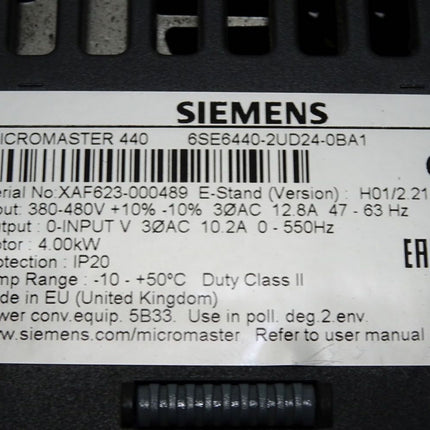 SIEMENS
ICROMASTER 440 6SE6440-2UD24-0BA1
erial No:XAF623-000489 E-Stand (Version) : H01/2.21
put: 380-480V +10% -10% 3ØAC 12.8A 47 - 63 Hz
utput : 0-INPUT V 3ØAC 10.2A 0 - 550Hz
otor : 4.00kW
otection : IP20
mp Range : -10 - +50°C Duty Class II
de in EU (United Kingdom)
wer conv.equip. 5B33. Use in poll. deg.2 env.
w.siemens.com/micromaster Refer to user manual
EA